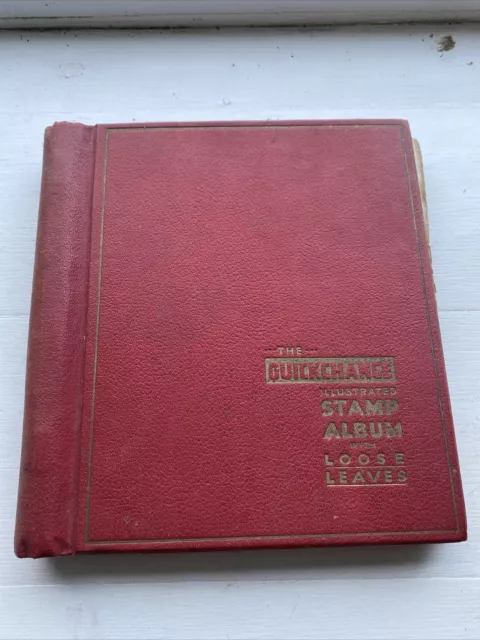 THE
QUICKCHANGE
ILLUSTRATED
STAMP
ALBUM
WITH
LOOSE
LEAVES